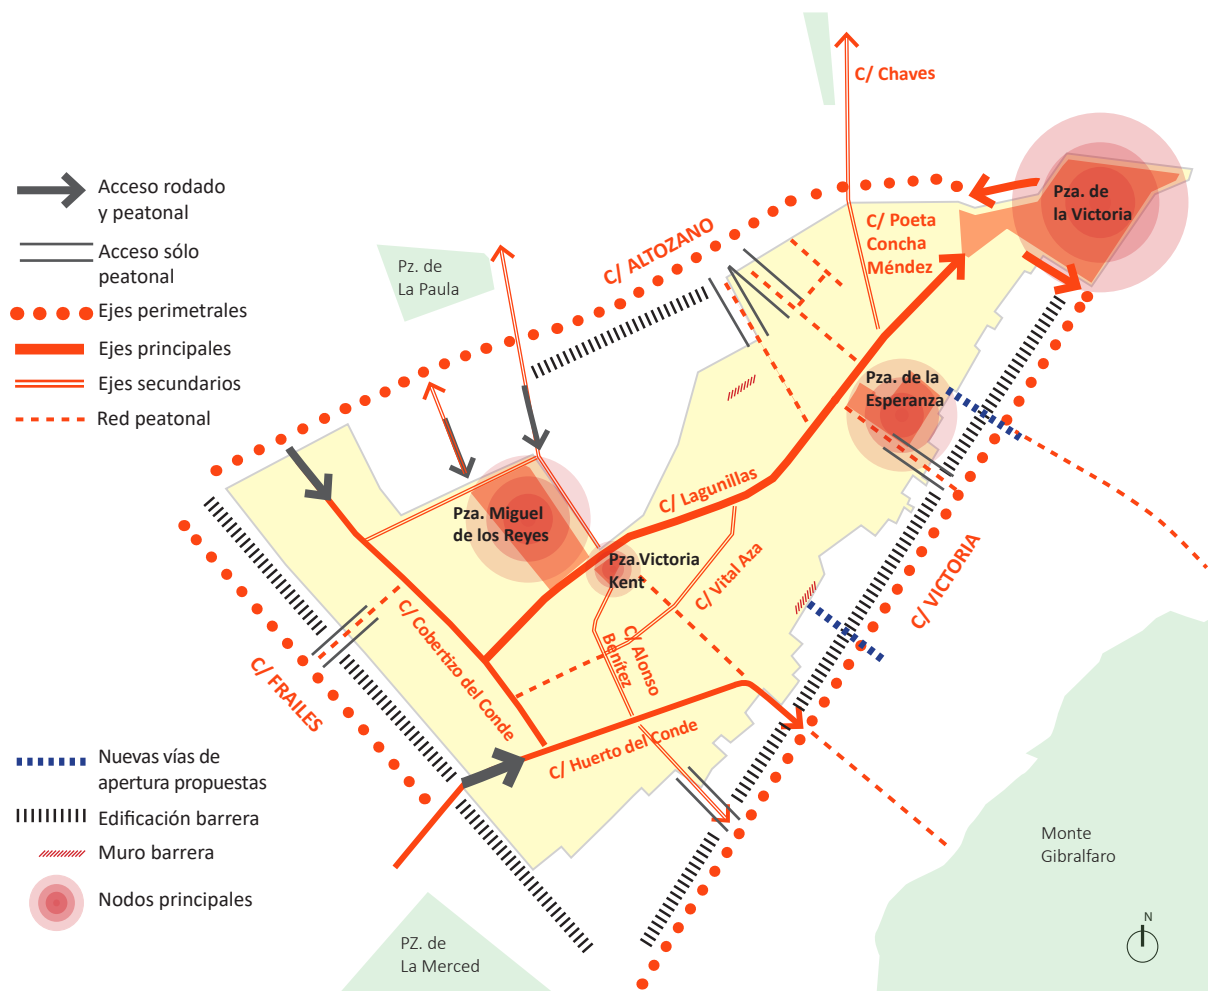 C/ Chaves
Acceso rodado
y peatonal
Acceso sólo
peatonal
Ejes perimetrales
Ejes principales
Ejes secundarios
Red peatonal
Pza. de
la Victoria
C/ Poeta
Concha
Méndez
C/ ALTOZANO
Pz. de
La Paula
Pza. de la
Esperanza
C/ Lagunillas
Pza. Miguel
de los Reyes
Pza.Victoria
Kent
C/ Vital Aza
C/ VICTORIA
C/ Cobertizo del Conde
C/ Alonso
Benítez
C/ FRAILES
C/ Huerto del Conde
Nuevas vías de
apertura propuestas
Edificación barrera
Muro barrera
Nodos principales
Monte
Gibralfaro
PZ. de
La Merced
N